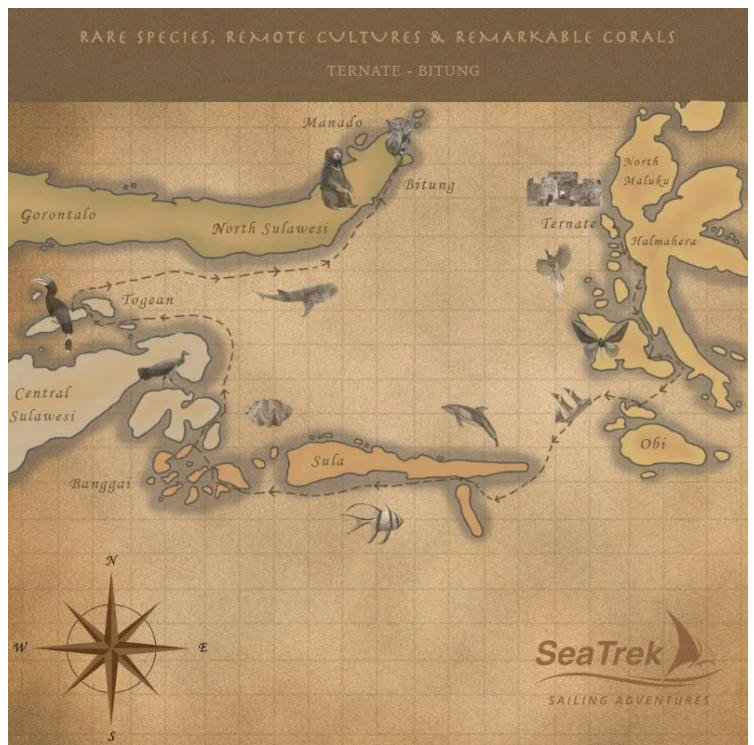 RARE SPECIES, REMOTE CULTURES & REMARKABLE CORALS
TERNATE - BITUNG
Manado
Bitung
North
Maluku
Gorontalo
North Sulawesi
Ternate
Halmahera
Togean
Central
Sulawesi
Obi
Sula
Banggai
N
W
E
S
SeaTrek
SAILING ADVENTURES